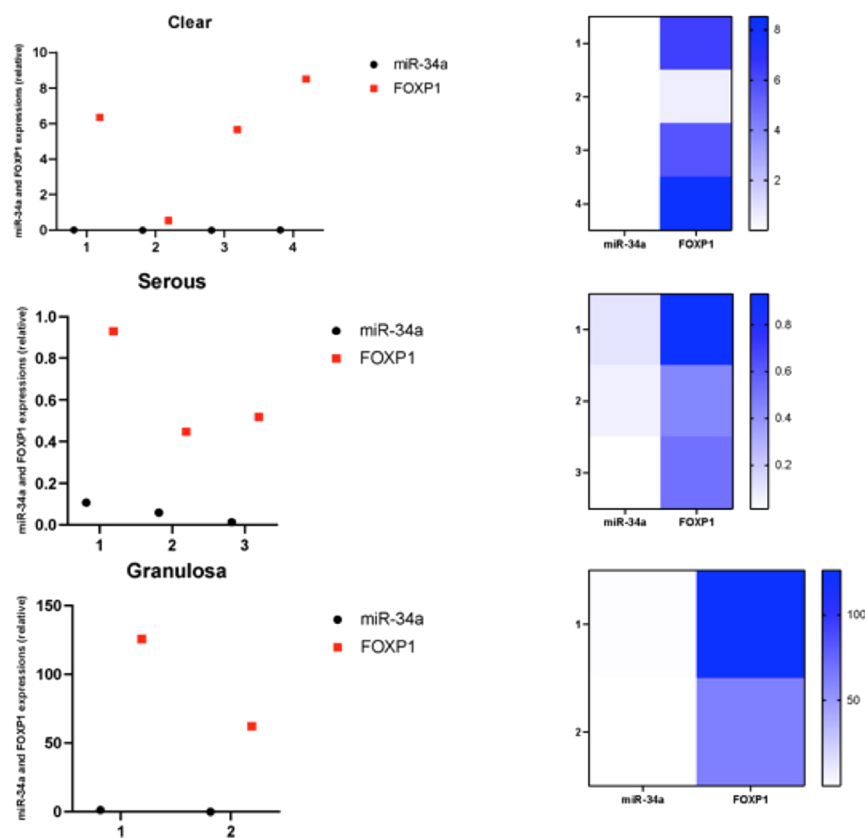 Clear
miR-34a and FOXP1 expressions (relative)
10
8
6
4
2
0
1 2 3 4
miR-34a
FOXP1
1
2
3
4
miR-34a FOXP1
8
6
4
2
Serous
miR-34a and FOXP1 expressions (relative)
1.0
0.8
0.6
0.4
0.2
0.0
1 2 3
miR-34a
FOXP1
1
2
3
miR-34a FOXP1
0.8
0.6
0.4
0.2
Granulosa
miR-34a and FOXP1 expressions (relative)
150
100
50
0
1 2
miR-34a
FOXP1
1
2
miR-34a FOXP1
100
50